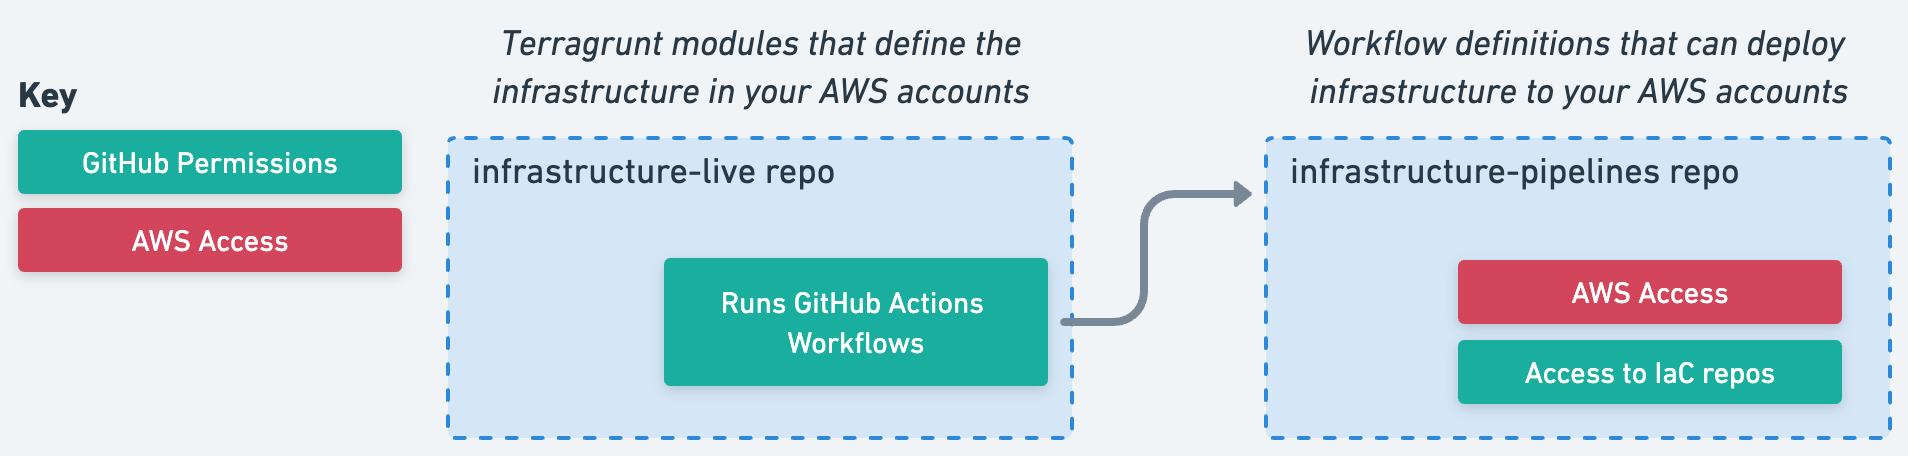 Key
GitHub Permissions
AWS Access
Terragrunt modules that define the
infrastructure in your AWS accounts
infrastructure-live repo
Runs GitHub Actions
Workflows
Workflow definitions that can deploy
infrastructure to your AWS accounts
infrastructure-pipelines repo
AWS Access
Access to IaC repos